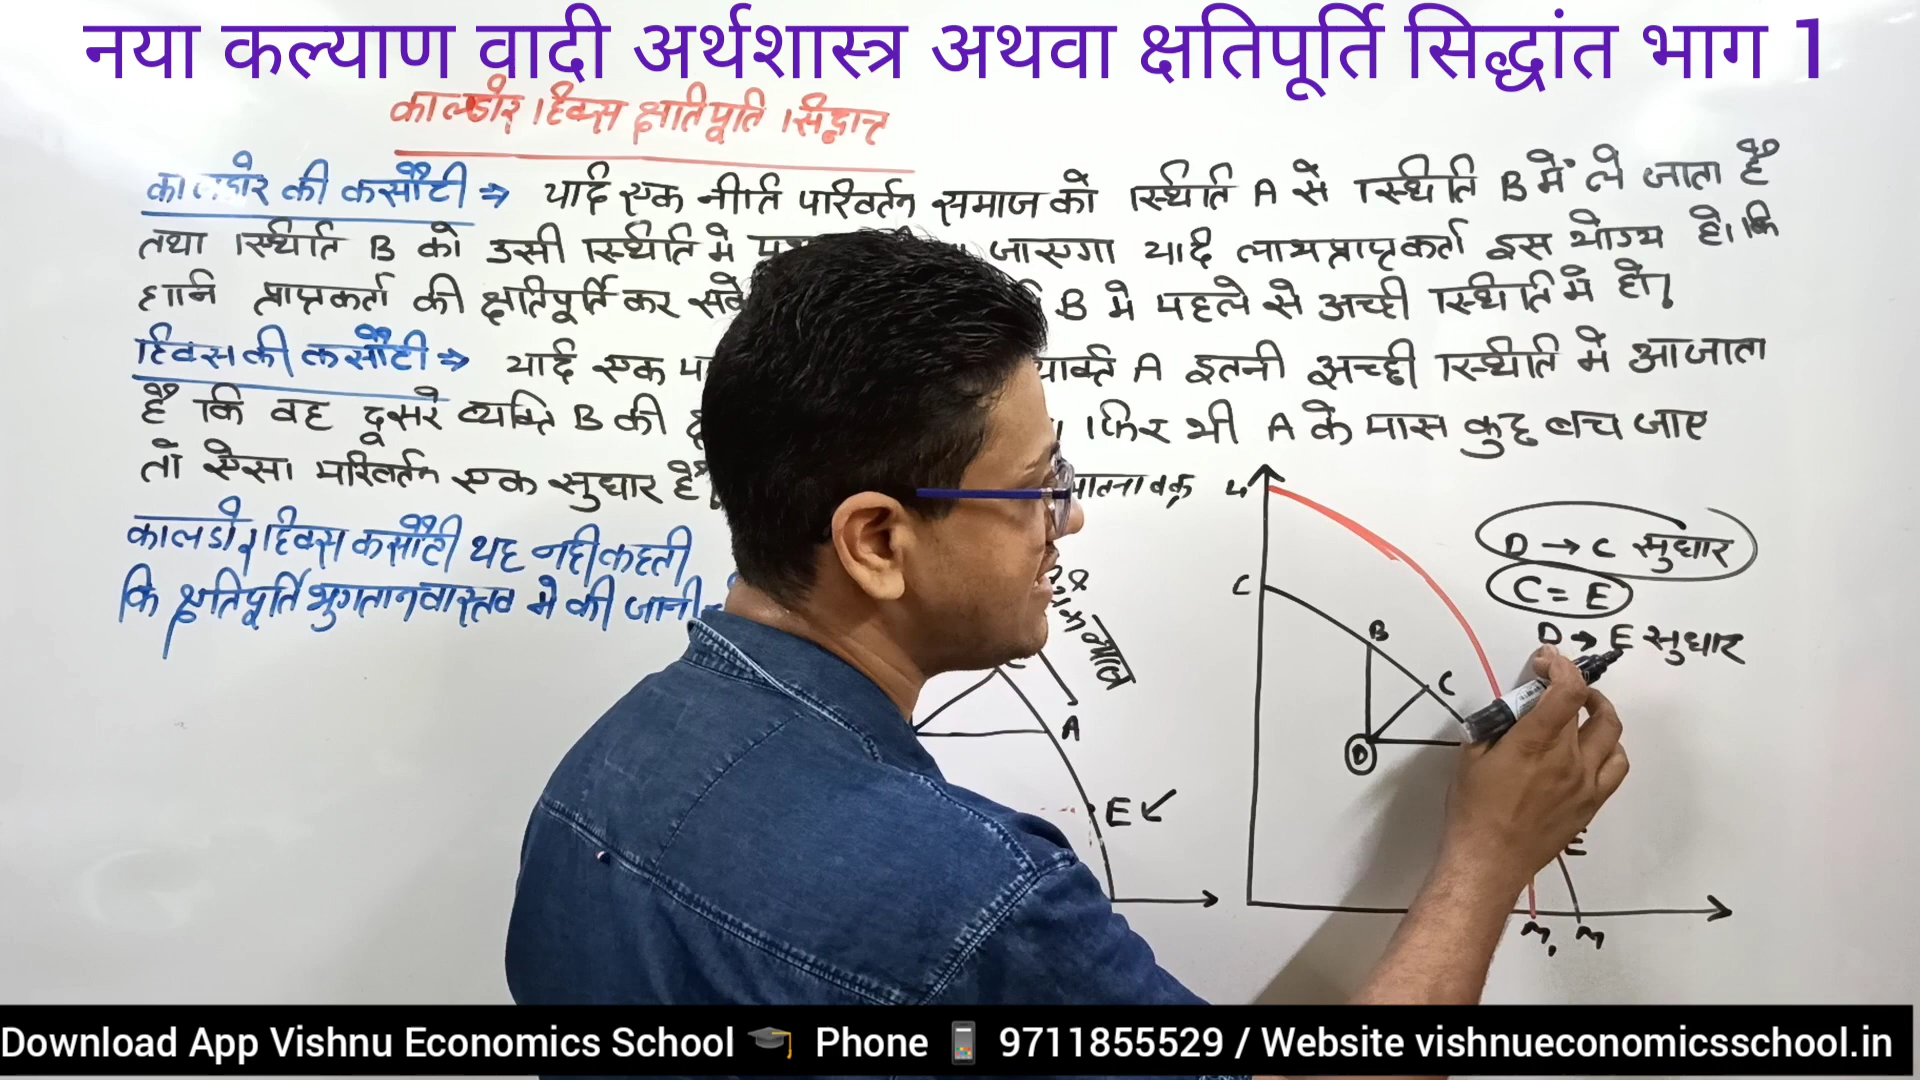 नया कल्याण वादी अर्थशास्त्र अथवा क्षतिपूर्ति सिद्धांत भाग 1
कालडोर हिक्स क्षतिपूर्ति सिद्धान्त
कालडोर की कसौटी ⇒ यदि एक नीति परिवर्तन समाज को स्थिति A से स्थिति B में ले जाता है
तथा स्थिति B को उसी स्थिति में जाएगा यदि लाभप्राप्तकर्ता इस योग्य हो कि
हानि प्राप्तकर्ता की क्षतिपूर्ति कर सके B में पहले से अच्छी स्थिति में हो।
हिक्स की कसौटी ⇒ यदि एक A इतनी अच्छी स्थिति में आ जाता
है कि वह दूसरे व्यक्ति B की फिर भी A के पास कुछ बच जाए
तो ऐसा परिवर्तन एक सुधार है
कालडोर हिक्स कसौटी यह नही कहती
कि क्षतिपूर्ति भुगतान वास्तव में की जानी
A
E ↙
C
B
C
D
E
M₁ M
D → C सुधार
C = E
D → E सुधार
Download App Vishnu Economics School 🎓 Phone 📱 9711855529 / Website vishnueconomicsschool.in